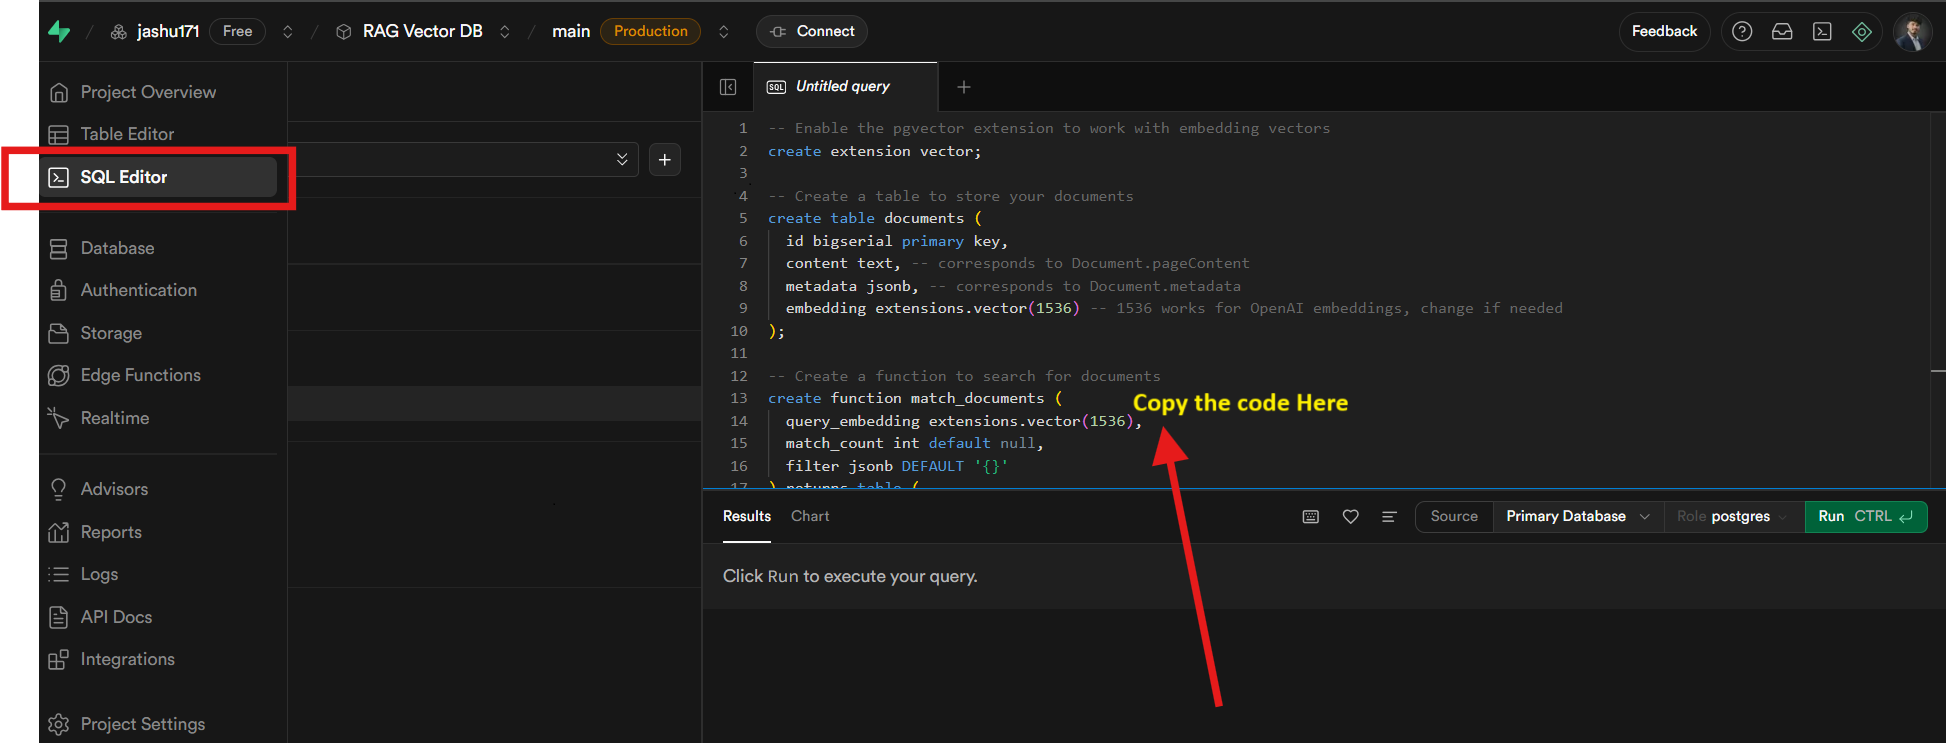 jashu171 Free RAG Vector DB main Production Connect Feedback
Project Overview
Table Editor
SQL Editor
Database
Authentication
Storage
Edge Functions
Realtime
Advisors
Reports
Logs
API Docs
Integrations
Project Settings
SQL Untitled query
1 -- Enable the pgvector extension to work with embedding vectors
2 create extension vector;
3
4 -- Create a table to store your documents
5 create table documents (
6 id bigserial primary key,
7 content text, -- corresponds to Document.pageContent
8 metadata jsonb, -- corresponds to Document.metadata
9 embedding extensions.vector(1536) -- 1536 works for OpenAI embeddings, change if needed
10 );
11
12 -- Create a function to search for documents
13 create function match_documents (
Copy the code Here
14 query_embedding extensions.vector(1536),
15 match_count int default null,
16 filter jsonb DEFAULT '{}'
17 ) returns table (
Results Chart Source Primary Database Role postgres Run CTRL
Click Run to execute your query.